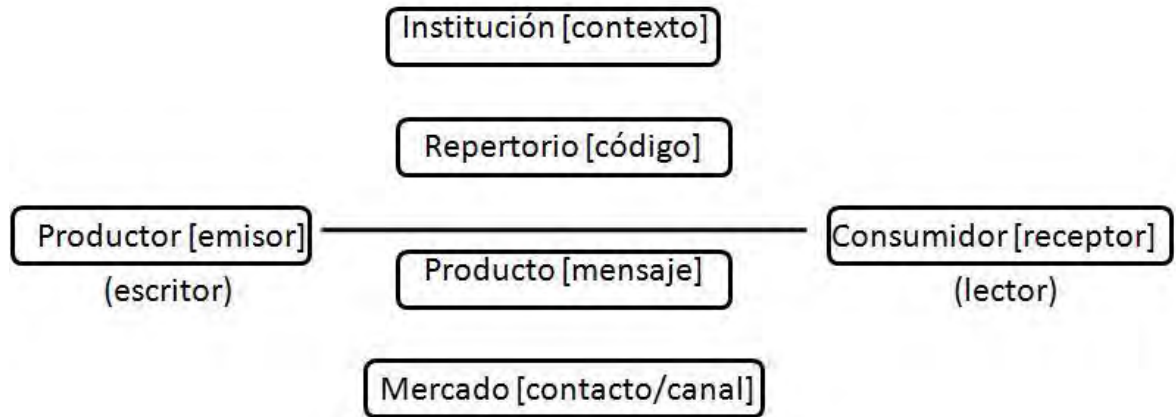 Institución [contexto]
Repertorio [código]
Productor [emisor]
Consumidor [receptor]
(escritor)
Producto [mensaje]
(lector)
Mercado [contacto/canal]